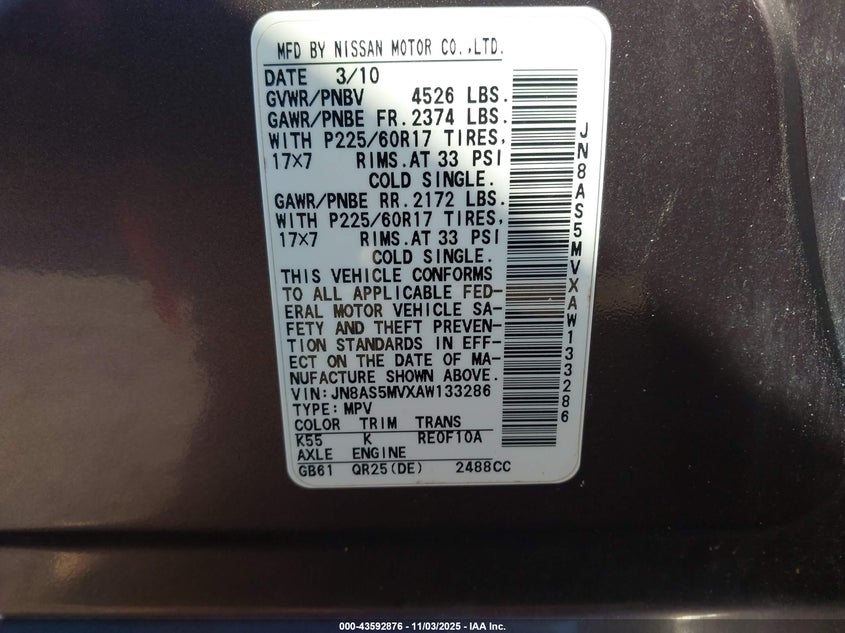 MFD BY NISSAN MOTOR CO.,LTD.
DATE 3/10
GVWR/PNBV 4526 LBS.
GAWR/PNBE FR.2374 LBS.
WITH P225/60R17 TIRES,
17×7 RIMS.AT 33 PSI
COLD SINGLE.
GAWR/PNBE RR.2172 LBS.
WITH P225/60R17 TIRES,
17×7 RIMS.AT 33 PSI
COLD SINGLE.
THIS VEHICLE CONFORMS
TO ALL APPLICABLE FED-
ERAL MOTOR VEHICLE SA-
FETY AND THEFT PREVEN-
TION STANDARDS IN EFF-
ECT ON THE DATE OF MA-
NUFACTURE SHOWN ABOVE.
VIN:JN8AS5MVXAW133286
TYPE:MPV
COLOR TRIM TRANS
K55 K RE0F10A
AXLE ENGINE
GB61 QR25(DE) 2488CC
JN8AS5MVXAW133286
000-43592876 - 11/03/2025 - IAA Inc.